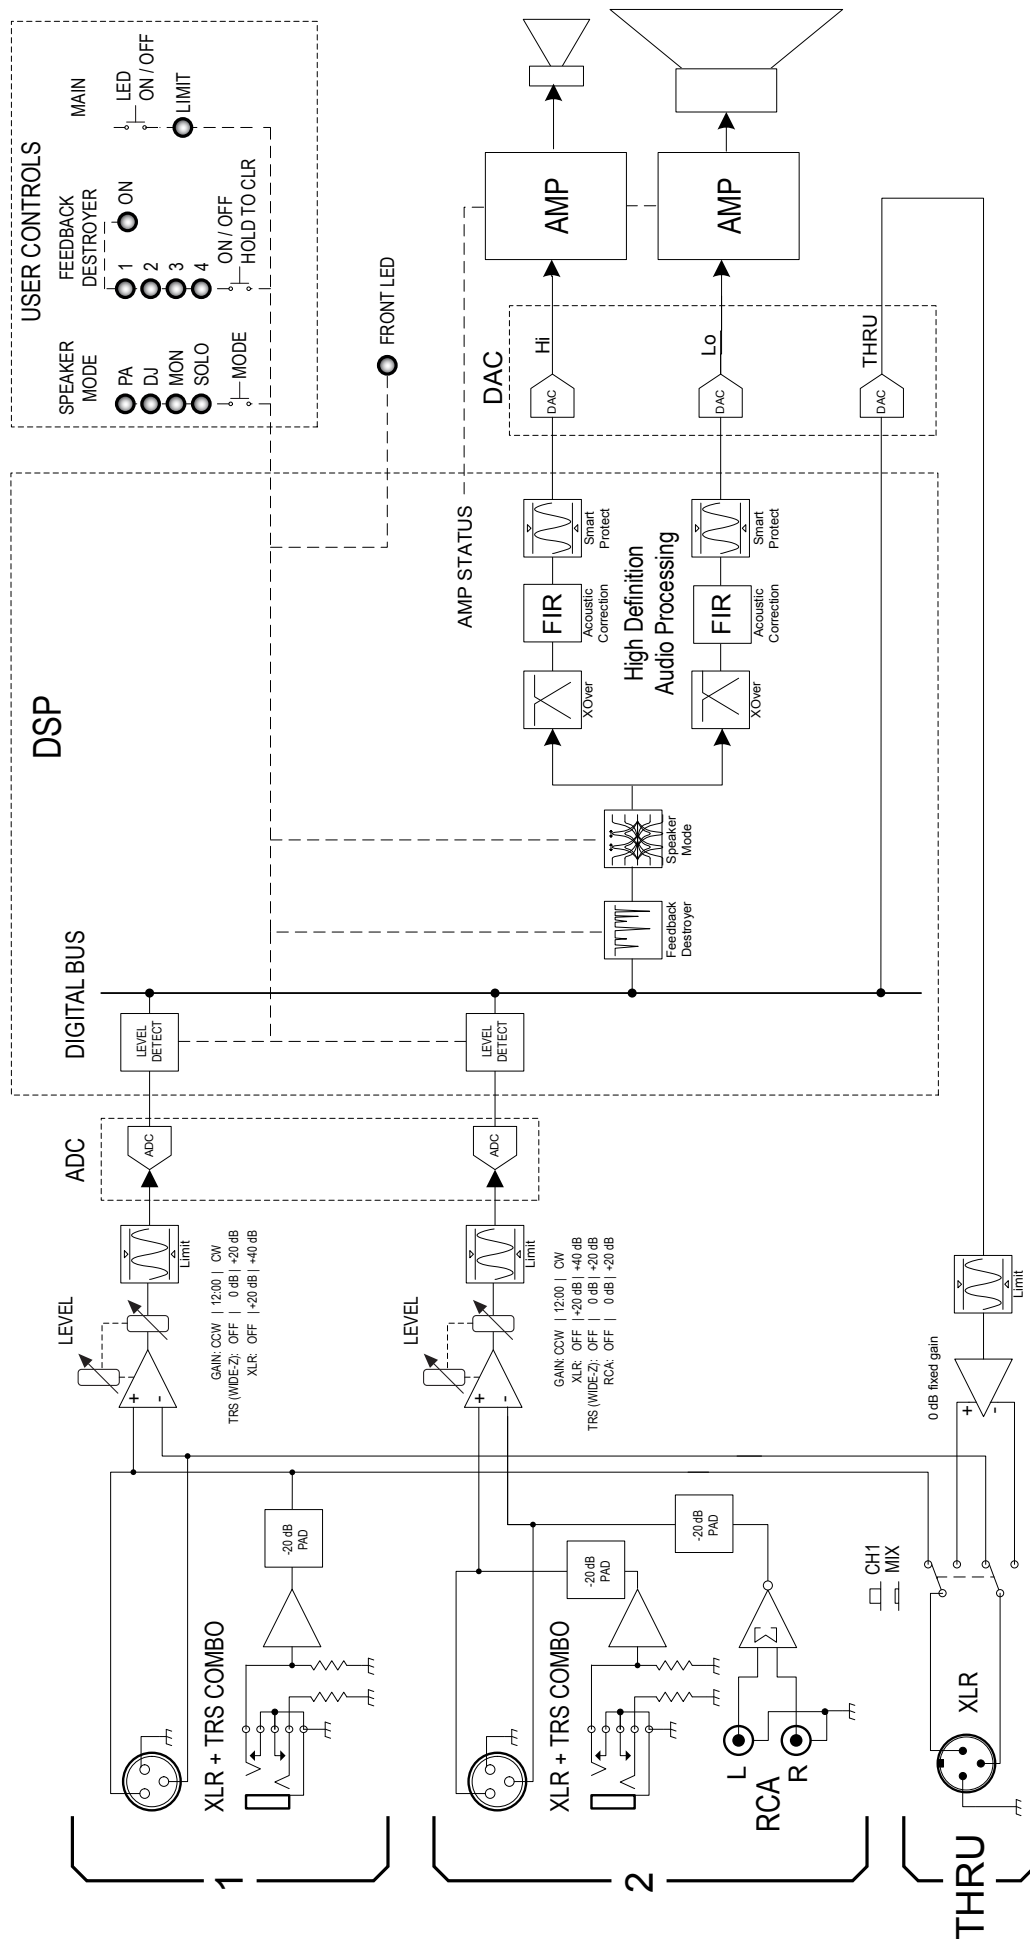 1
XLR + TRS COMBO
-20 dB
PAD
LEVEL
+
-
Limit
GAIN: CCW | 12:00 | CW
TRS (WIDE-Z): OFF | 0 dB | +20 dB
XLR: OFF | +20 dB | +40 dB
2
XLR + TRS COMBO
-20 dB
PAD
-20 dB
PAD
L
R
RCA
Σ
LEVEL
+
-
Limit
GAIN: CCW | 12:00 | CW
XLR: OFF | +20 dB | +40 dB
TRS (WIDE-Z): OFF | 0 dB | +20 dB
RCA: OFF | 0 dB | +20 dB
THRU
XLR
CH1
MIX
0 dB fixed gain
+
-
Limit
ADC
ADC
ADC
DSP
DIGITAL BUS
LEVEL
DETECT
LEVEL
DETECT
Feedback
Destroyer
Speaker
Mode
High Definition
Audio Processing
XOver
FIR
Acoustic
Correction
Smart
Protect
XOver
FIR
Acoustic
Correction
Smart
Protect
AMP STATUS
FRONT LED
USER CONTROLS
SPEAKER
MODE
PA
DJ
MON
SOLO
MODE
FEEDBACK
DESTROYER
1
2
3
4
ON
ON / OFF
HOLD TO CLR
MAIN
LED
ON / OFF
LIMIT
DAC
DAC
Hi
DAC
Lo
DAC
THRU
AMP
AMP